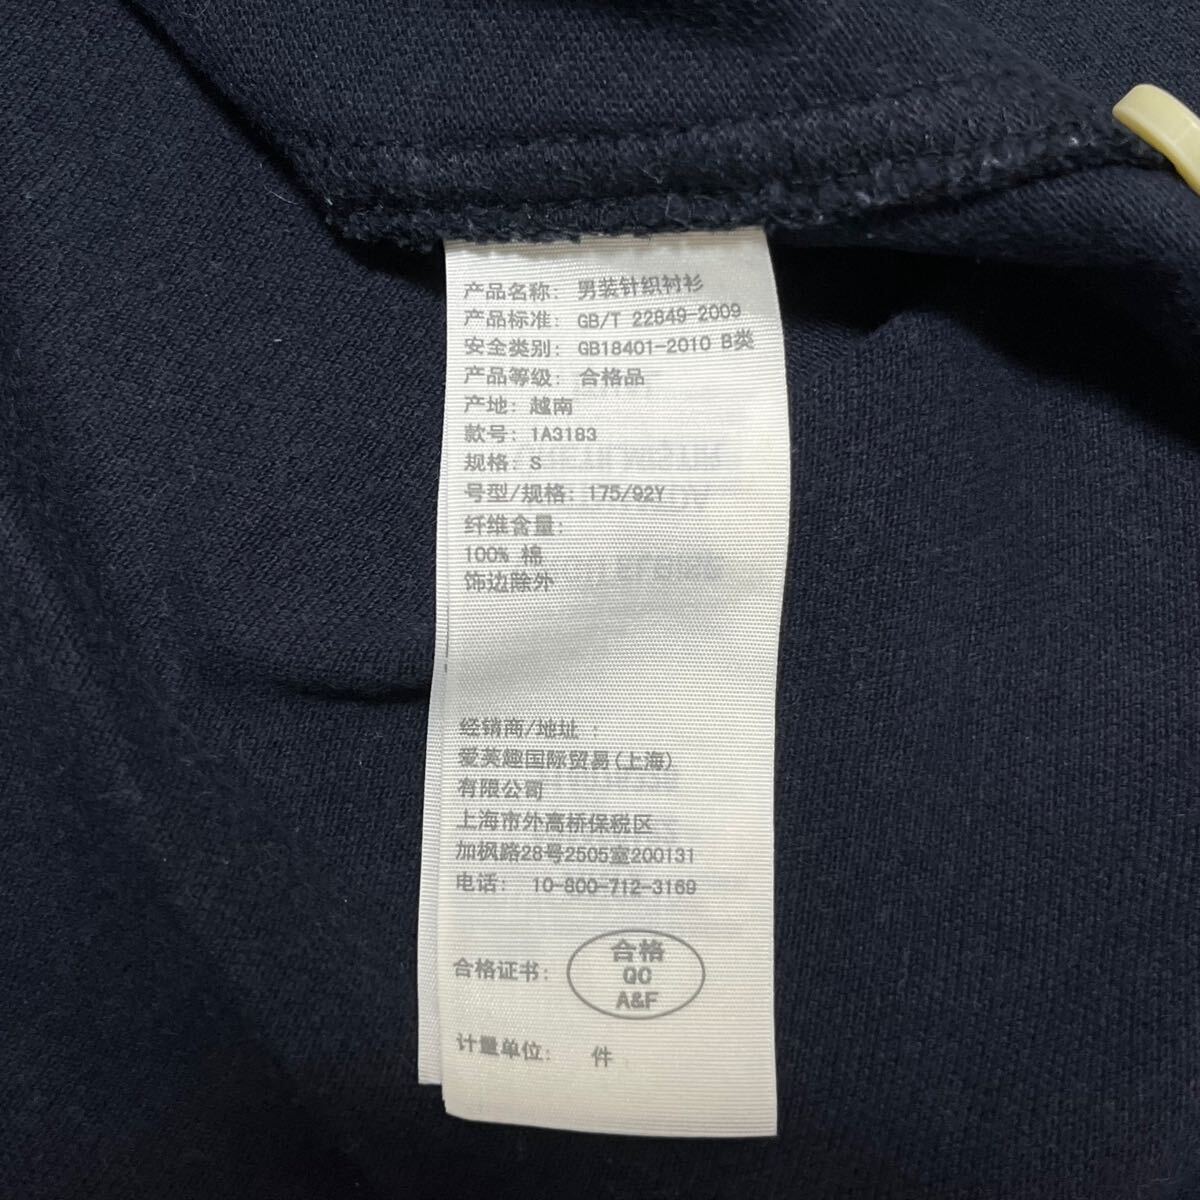 产品名称: 男装针织衬衫
产品标准: GB/T 22849-2009
安全类别: GB18401-2010 B类
产品等级: 合格品
产地: 越南
款号: 1A3183
规格: S
号型/规格: 175/92Y
纤维含量:
100% 棉
饰边除外
经销商/地址 :
爱芙趣国际贸易(上海)
有限公司
上海市外高桥保税区
加枫路28号2505室200131
电话: 10-800-712-3169
合格证书:
合格
QC
A&F
计量单位: 件